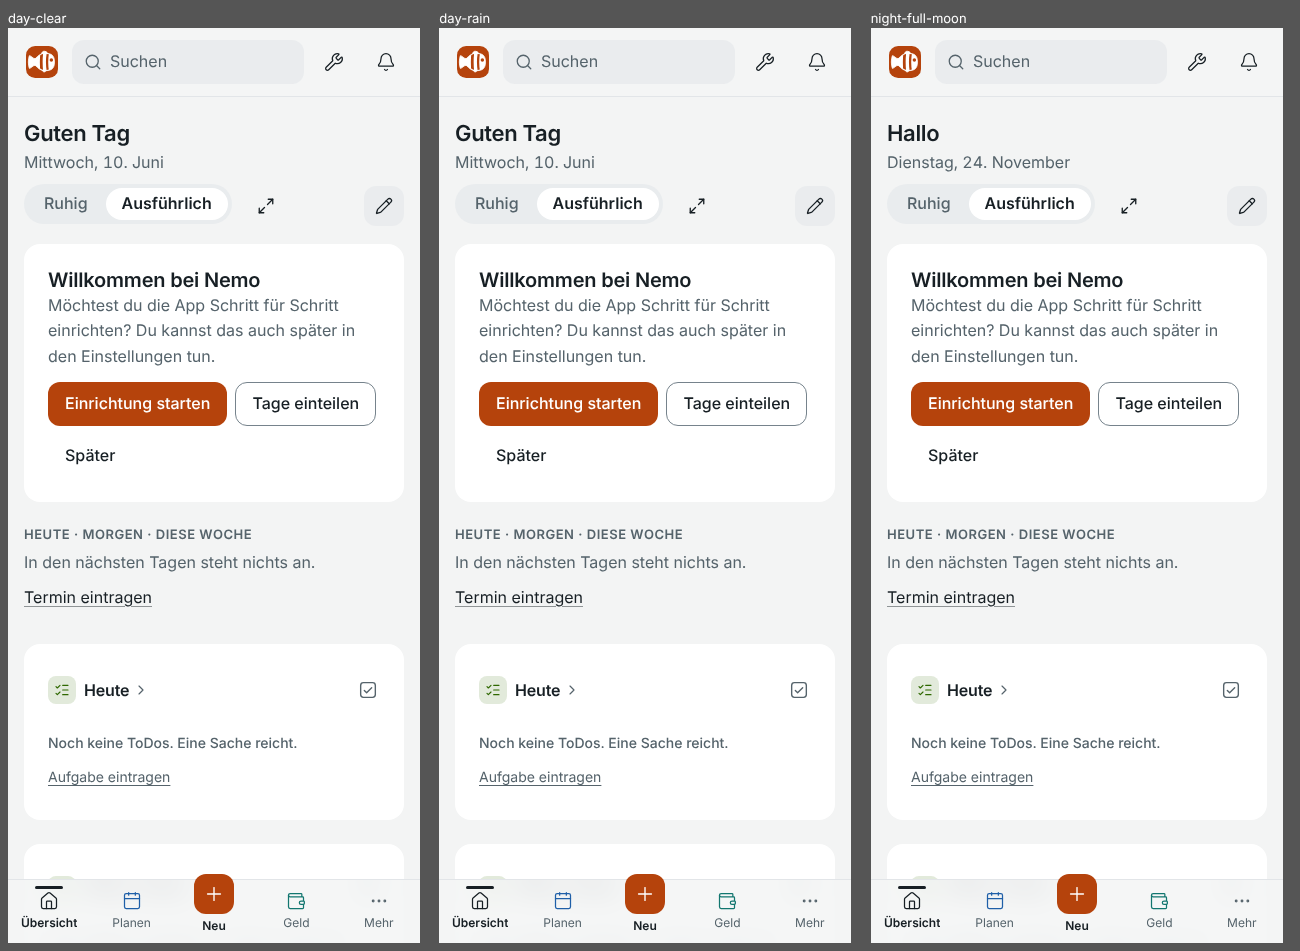 day-clear
Suchen
Guten Tag
Mittwoch, 10. Juni
Ruhig
Ausführlich
Willkommen bei Nemo
Möchtest du die App Schritt für Schritt
einrichten? Du kannst das auch später in
den Einstellungen tun.
Einrichtung starten
Tage einteilen
Später
HEUTE · MORGEN · DIESE WOCHE
In den nächsten Tagen steht nichts an.
Termin eintragen
Heute
Noch keine ToDos. Eine Sache reicht.
Aufgabe eintragen
Übersicht
Planen
Neu
Geld
Mehr
day-rain
Suchen
Guten Tag
Mittwoch, 10. Juni
Ruhig
Ausführlich
Willkommen bei Nemo
Möchtest du die App Schritt für Schritt
einrichten? Du kannst das auch später in
den Einstellungen tun.
Einrichtung starten
Tage einteilen
Später
HEUTE · MORGEN · DIESE WOCHE
In den nächsten Tagen steht nichts an.
Termin eintragen
Heute
Noch keine ToDos. Eine Sache reicht.
Aufgabe eintragen
Übersicht
Planen
Neu
Geld
Mehr
night-full-moon
Suchen
Hallo
Dienstag, 24. November
Ruhig
Ausführlich
Willkommen bei Nemo
Möchtest du die App Schritt für Schritt
einrichten? Du kannst das auch später in
den Einstellungen tun.
Einrichtung starten
Tage einteilen
Später
HEUTE · MORGEN · DIESE WOCHE
In den nächsten Tagen steht nichts an.
Termin eintragen
Heute
Noch keine ToDos. Eine Sache reicht.
Aufgabe eintragen
Übersicht
Planen
Neu
Geld
Mehr